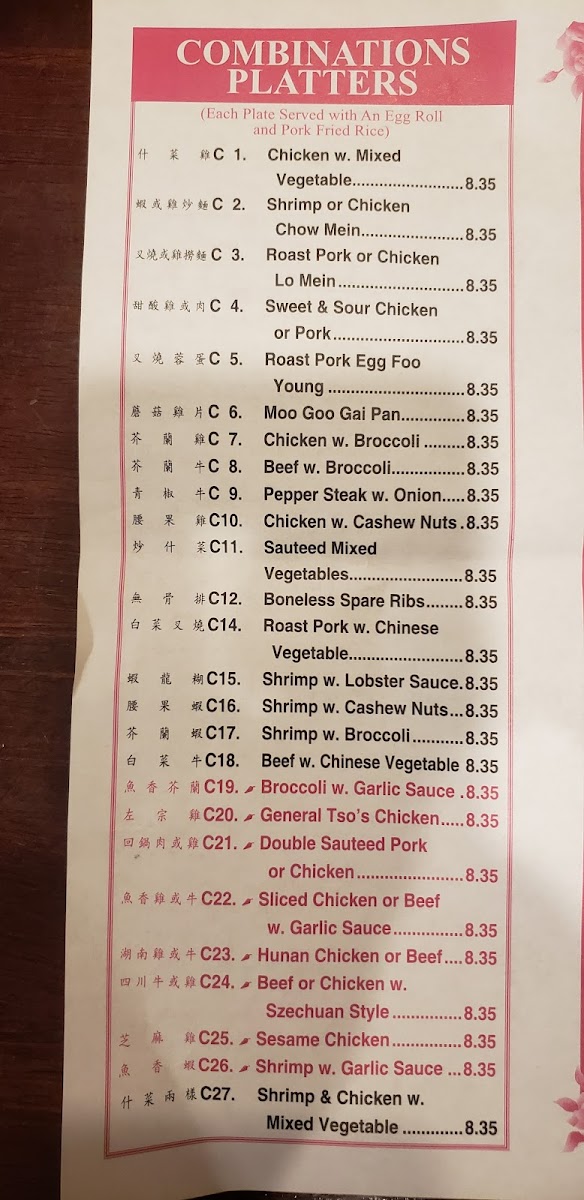 COMBINATIONS
PLATTERS
(Each Plate Served with An Egg Roll
and Pork Fried Rice)
什菜雞 C 1. Chicken w. Mixed
Vegetable........................8.35
蝦或雞炒麵 C 2. Shrimp or Chicken
Chow Mein......................8.35
叉燒或雞撈麵 C 3. Roast Pork or Chicken
Lo Mein...........................8.35
甜酸雞或肉 C 4. Sweet & Sour Chicken
or Pork............................8.35
叉燒蓉蛋 C 5. Roast Pork Egg Foo
Young .............................8.35
蘑菇雞片 C 6. Moo Goo Gai Pan..............8.35
芥蘭雞 C 7. Chicken w. Broccoli .........8.35
芥蘭牛 C 8. Beef w. Broccoli................8.35
青椒牛 C 9. Pepper Steak w. Onion.....8.35
腰果雞 C10. Chicken w. Cashew Nuts .8.35
炒什菜 C11. Sauteed Mixed
Vegetables........................8.35
無骨排 C12. Boneless Spare Ribs........8.35
白菜叉燒 C14. Roast Pork w. Chinese
Vegetable........................8.35
蝦龍糊 C15. Shrimp w. Lobster Sauce.8.35
腰果蝦 C16. Shrimp w. Cashew Nuts...8.35
芥蘭蝦 C17. Shrimp w. Broccoli...........8.35
白菜牛 C18. Beef w. Chinese Vegetable 8.35
魚香芥蘭 C19. Broccoli w. Garlic Sauce .8.35
左宗雞 C20. General Tso's Chicken.....8.35
回鍋肉或雞 C21. Double Sauteed Pork
or Chicken.......................8.35
魚香雞或牛 C22. Sliced Chicken or Beef
w. Garlic Sauce...............8.35
湖南雞或牛 C23. Hunan Chicken or Beef....8.35
四川牛或雞 C24. Beef or Chicken w.
Szechuan Style ...............8.35
芝麻雞 C25. Sesame Chicken...............8.35
魚香蝦 C26. Shrimp w. Garlic Sauce ...8.35
什菜兩樣 C27. Shrimp & Chicken w.
Mixed Vegetable .............8.35